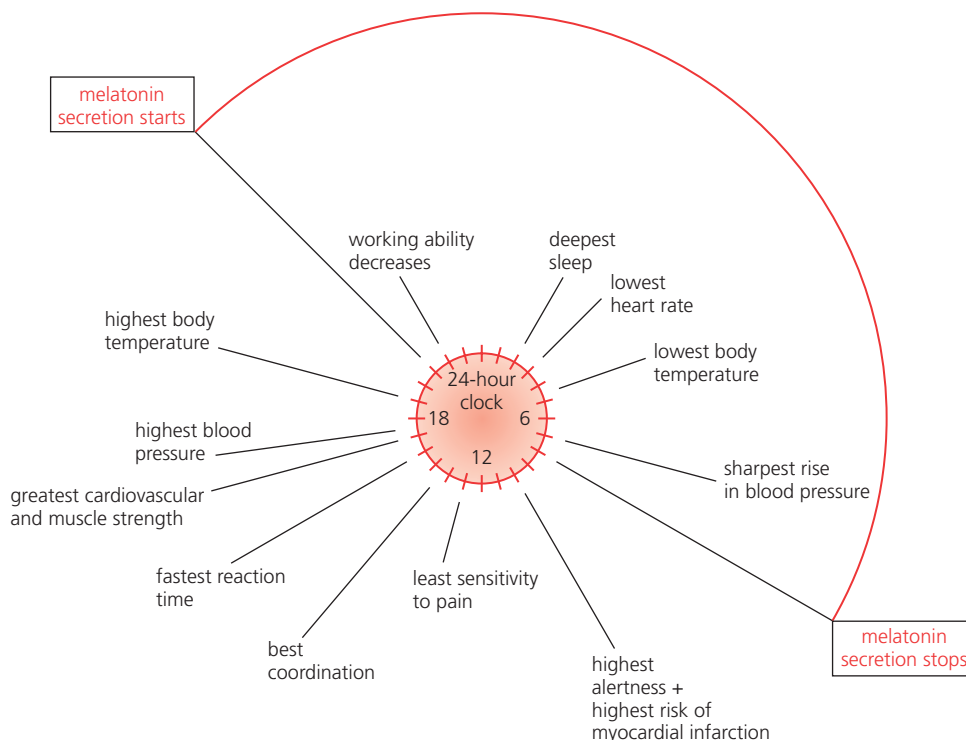 melatonin
secretion starts
working ability
decreases
deepest
sleep
lowest
heart rate
highest body
temperature
lowest body
temperature
24-hour
clock
18
6
12
highest blood
pressure
greatest cardiovascular
and muscle strength
sharpest rise
in blood pressure
fastest reaction
time
least sensitivity
to pain
best
coordination
melatonin
secretion stops
highest
alertness +
highest risk of
myocardial infarction